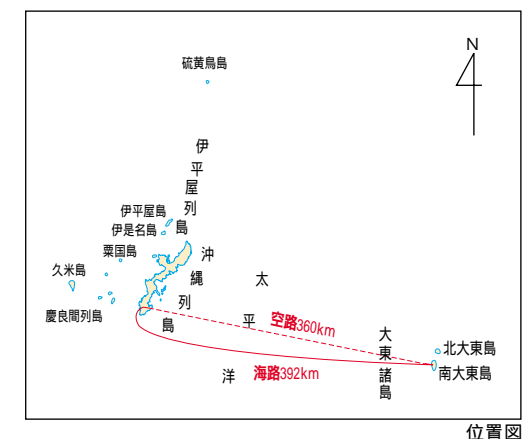 N
硫黄鳥島
伊平屋列島
伊平屋島
伊是名島
粟国島
久米島
慶良間列島
沖縄列島
太平洋
空路360km
海路392km
大東諸島
北大東島
南大東島
位置図